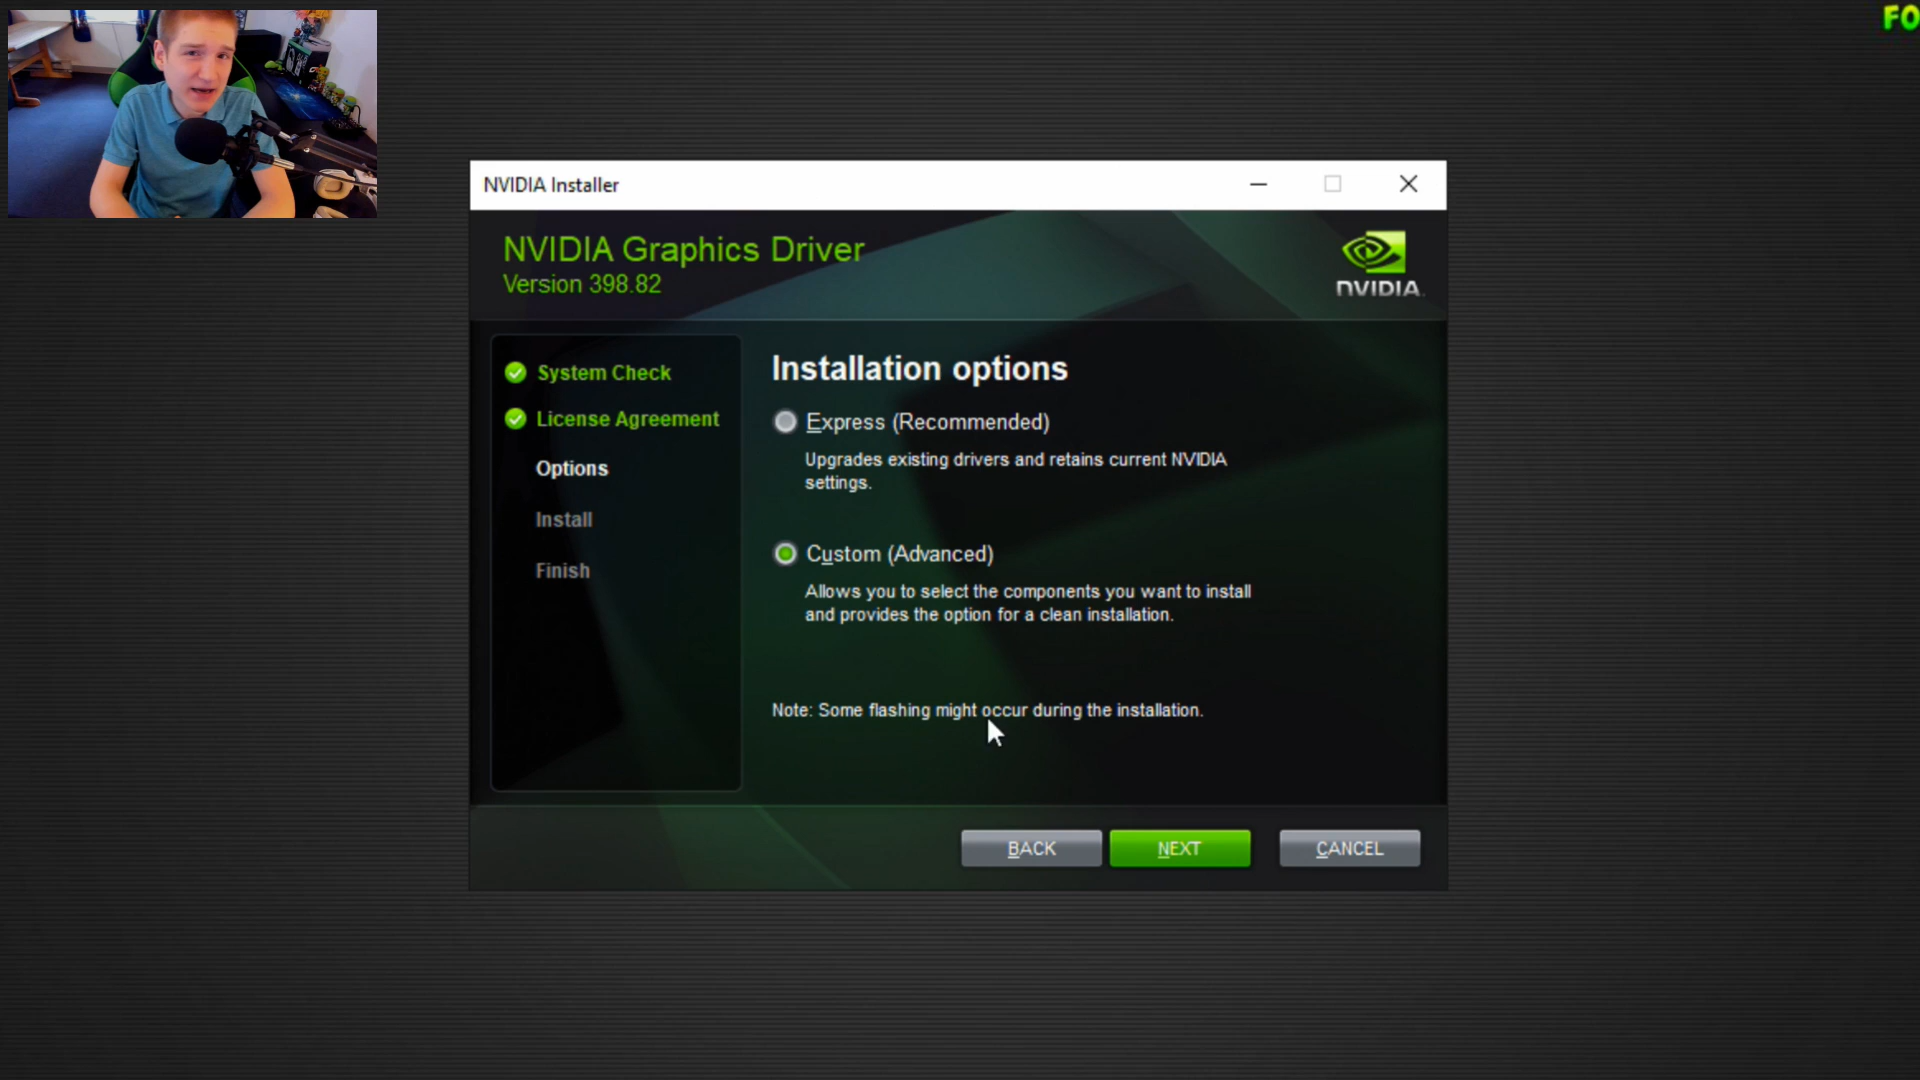 FO
NVIDIA Installer
NVIDIA Graphics Driver
Version 398.82
NVIDIA
System Check
License Agreement
Options
Install
Finish
Installation options
Express (Recommended)
Upgrades existing drivers and retains current NVIDIA
settings.
Custom (Advanced)
Allows you to select the components you want to install
and provides the option for a clean installation.
Note: Some flashing might occur during the installation.
BACK
NEXT
CANCEL